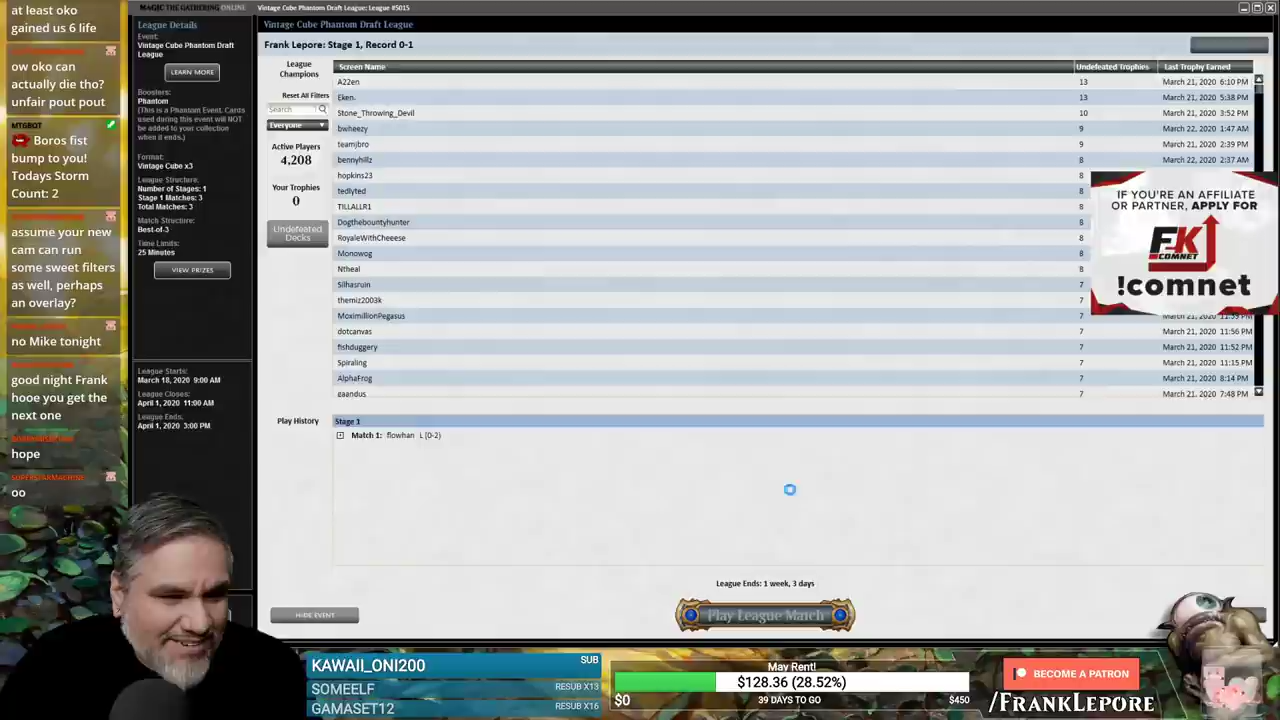 at least oko
gained us 6 life
ow oko can
actually die tho?
unfair pout pout
MTGBOT
Boros fist
bump to you!
Todays Storm
Count: 2
assume your new
cam can run
some sweet filters
as well, perhaps
an overlay?
no Mike tonight
good night Frank
hooe you get the
next one
hope
SUPERSTARMACHINE
oo
MAGIC THE GATHERING ONLINE
Vintage Cube Phantom Draft League: League #5015
League Details
Event:
Vintage Cube Phantom Draft
League
LEARN MORE
Boosters:
Phantom
(This is a Phantom Event. Cards
used during this event will NOT
be added to your collection
when it ends.)
Format:
Vintage Cube x3
League Structure:
Number of Stages: 1
Stage 1 Matches: 3
Total Matches: 3
Match Structure:
Best-of-3
Time Limits:
25 Minutes
VIEW PRIZES
League Starts:
March 18, 2020 9:00 AM
League Closes:
April 1, 2020 11:00 AM
League Ends:
April 1, 2020 3:00 PM
Vintage Cube Phantom Draft League
Frank Lepore: Stage 1, Record 0-1
League
Champions
Reset All Filters
Search
Everyone
Active Players
4,208
Your Trophies
0
Undefeated
Decks
Screen Name Undefeated Trophies Last Trophy Earned
A22en 13 March 21, 2020 6:10 PM
Eken. 13 March 21, 2020 5:38 PM
Stone_Throwing_Devil 10 March 21, 2020 3:52 PM
bwheezy 9 March 22, 2020 1:47 AM
teamjbro 9 March 21, 2020 2:39 PM
bennyhillz 8 March 22, 2020 2:37 AM
hopkins23 8
tedlyted 8
TILLALLR1 8
Dogthebountyhunter 8
RoyaleWithCheeese 8
Monowog 8
Ntheal 8
Silhasruin 7
themiz2003k 7
MoximillionPegasus 7 March 21, 2020 11:59 PM
dotcanvas 7 March 21, 2020 11:56 PM
fishduggery 7 March 21, 2020 11:52 PM
Spiraling 7 March 21, 2020 11:15 PM
AlphaFrog 7 March 21, 2020 8:14 PM
gaandus 7 March 21, 2020 7:48 PM
Play History
Stage 1
Match 1: flowhan L (0-2)
League Ends: 1 week, 3 days
HIDE EVENT
Play League Match
IF YOU'RE AN AFFILIATE
OR PARTNER, APPLY FOR
COMNET
!comnet
KAWAII_ONI200 SUB
SOMEELF RESUB X13
GAMASET12 RESUB X16
May Rent!
$128.36 (28.52%)
$0 39 DAYS TO GO $450
BECOME A PATRON
/FRANKLEPORE